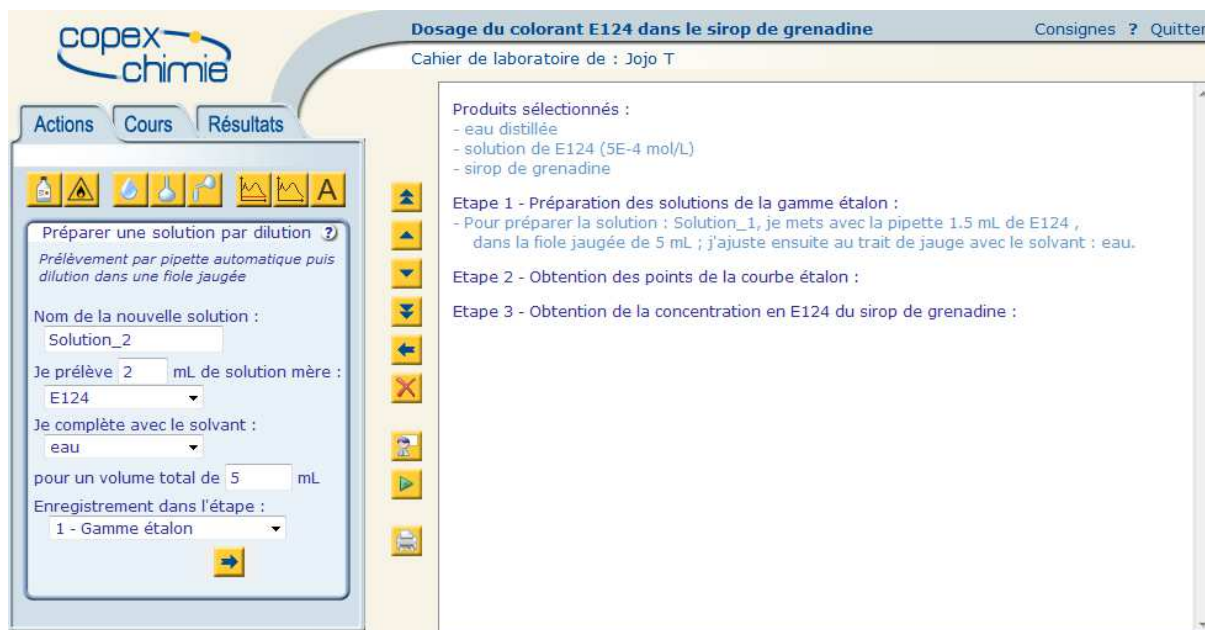 copex
chimie
Dosage du colorant E124 dans le sirop de grenadine
Consignes ? Quitter
Cahier de laboratoire de : Jojo T
Actions Cours Résultats
A
Préparer une solution par dilution ?
Prélèvement par pipette automatique puis
dilution dans une fiole jaugée
Nom de la nouvelle solution :
Solution_2
Je prélève 2 mL de solution mère :
E124
Je complète avec le solvant :
eau
pour un volume total de 5 mL
Enregistrement dans l'étape :
1 - Gamme étalon
Produits sélectionnés :
- eau distillée
- solution de E124 (5E-4 mol/L)
- sirop de grenadine
Etape 1 - Préparation des solutions de la gamme étalon :
- Pour préparer la solution : Solution_1, je mets avec la pipette 1.5 mL de E124 ,
dans la fiole jaugée de 5 mL ; j'ajuste ensuite au trait de jauge avec le solvant : eau.
Etape 2 - Obtention des points de la courbe étalon :
Etape 3 - Obtention de la concentration en E124 du sirop de grenadine :